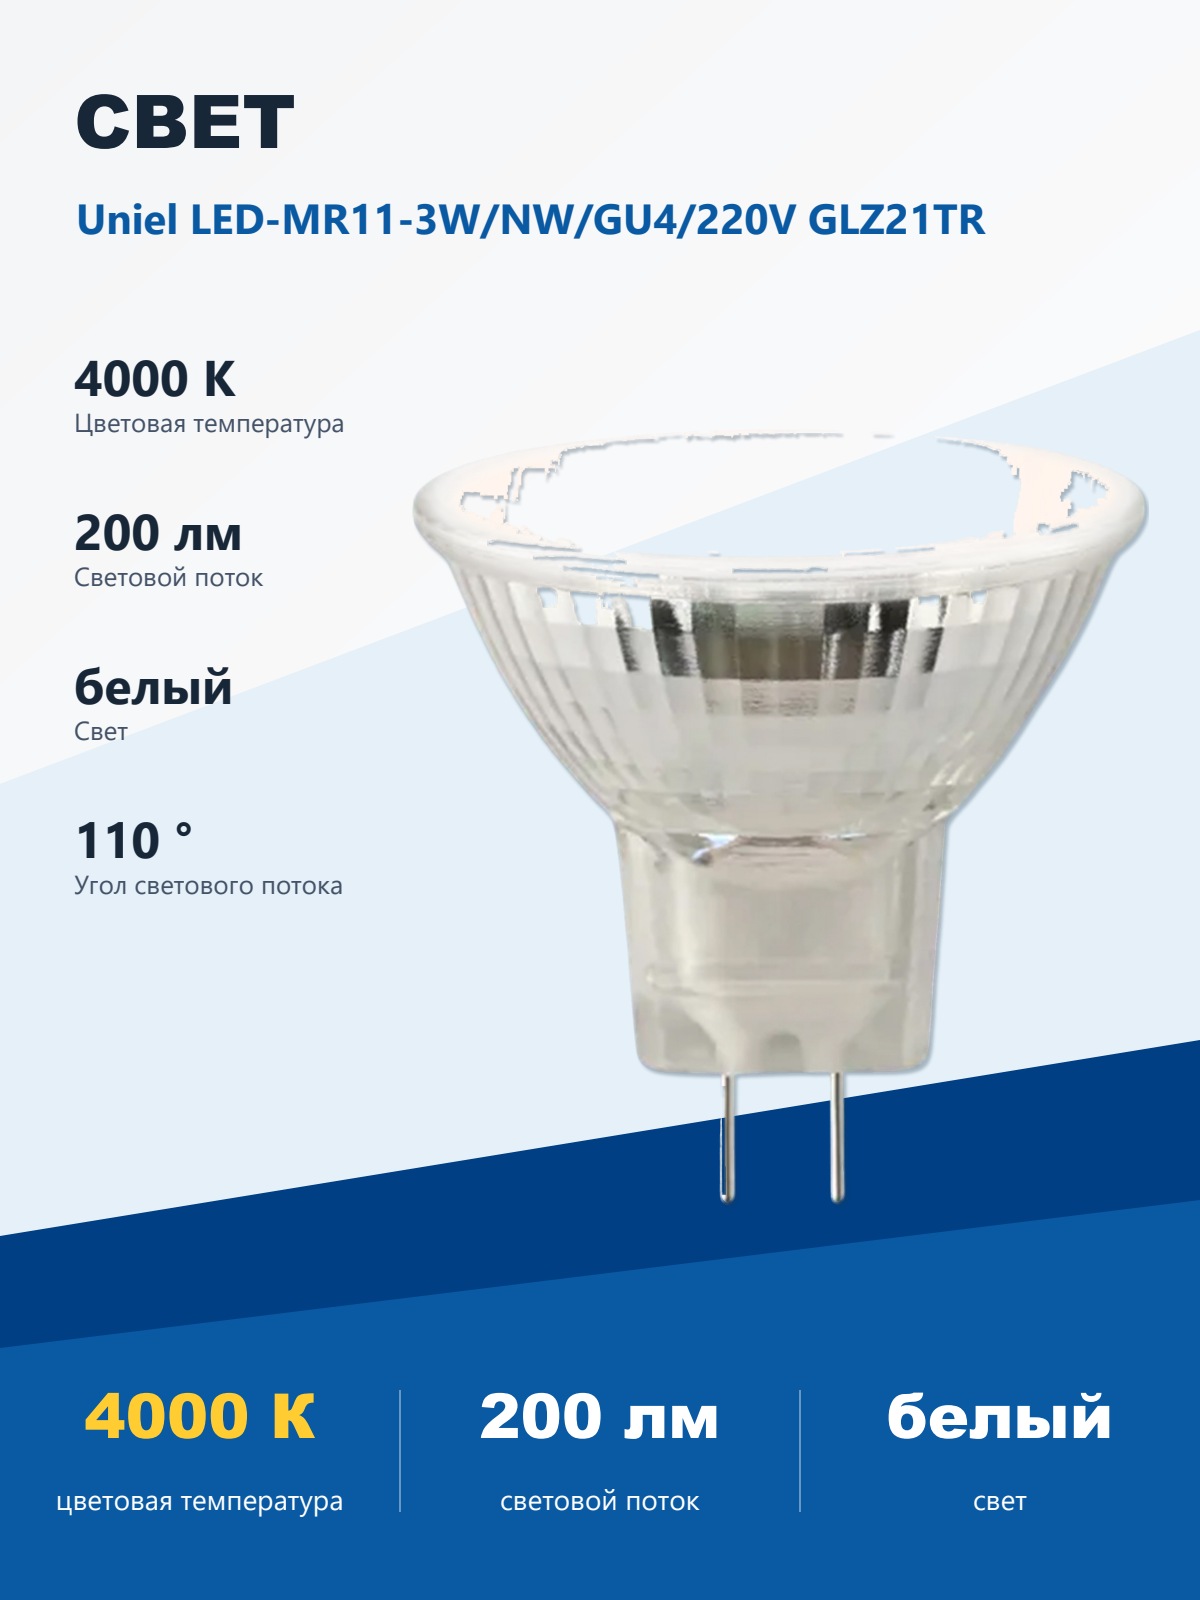 СВЕТ
Uniel LED-MR11-3W/NW/GU4/220V GLZ21TR
4000 К
Цветовая температура
200 лм
Световой поток
белый
Свет
110 °
Угол светового потока
4000 К
цветовая температура
200 лм
световой поток
белый
свет